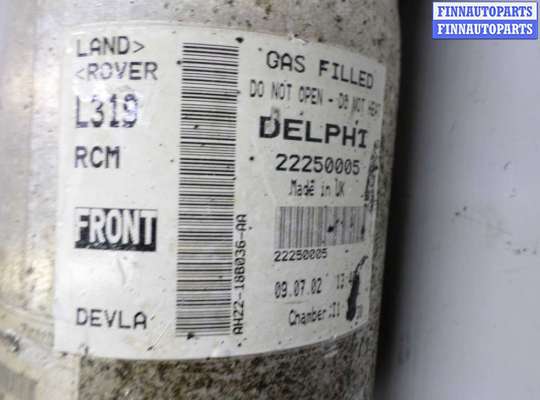 FINNAUTOPARTS
FINNAUTOPARTS
LAND>
<ROVER
L319
RCM
FRONT
DEVLA
AH22-18B036-AA
GAS FILLED
DO NOT OPEN - DO NOT HEAT
DELPHI
22250005
Made in UK
22250005
09.07.02 13
Chamber: